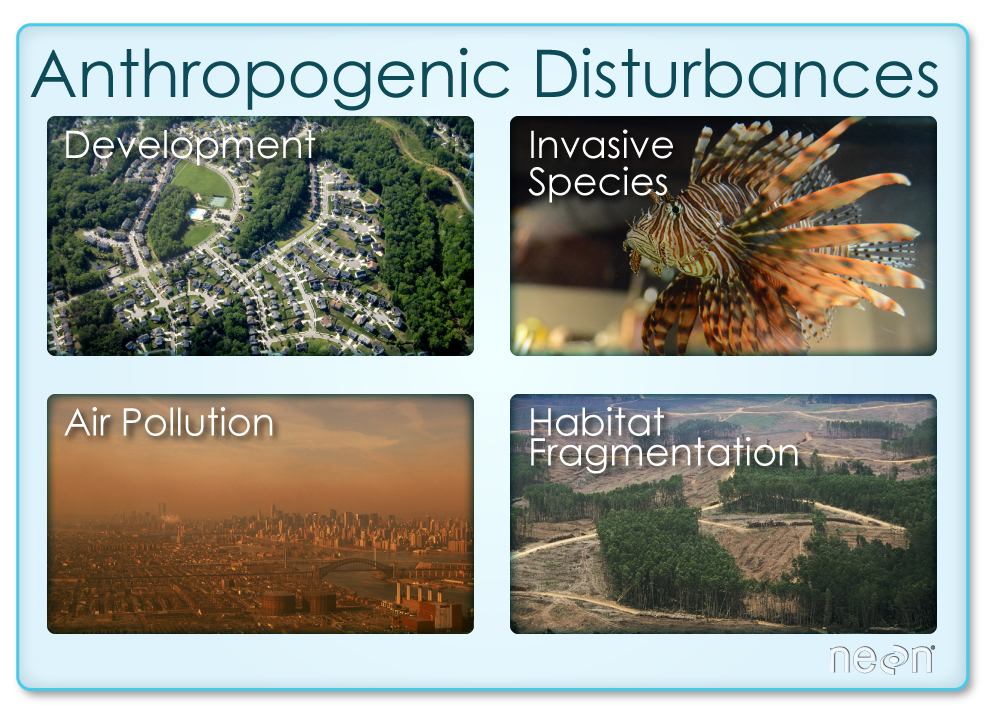 Anthropogenic Disturbances
Development
Invasive
Species
Air Pollution
Habitat
Fragmentation
neon